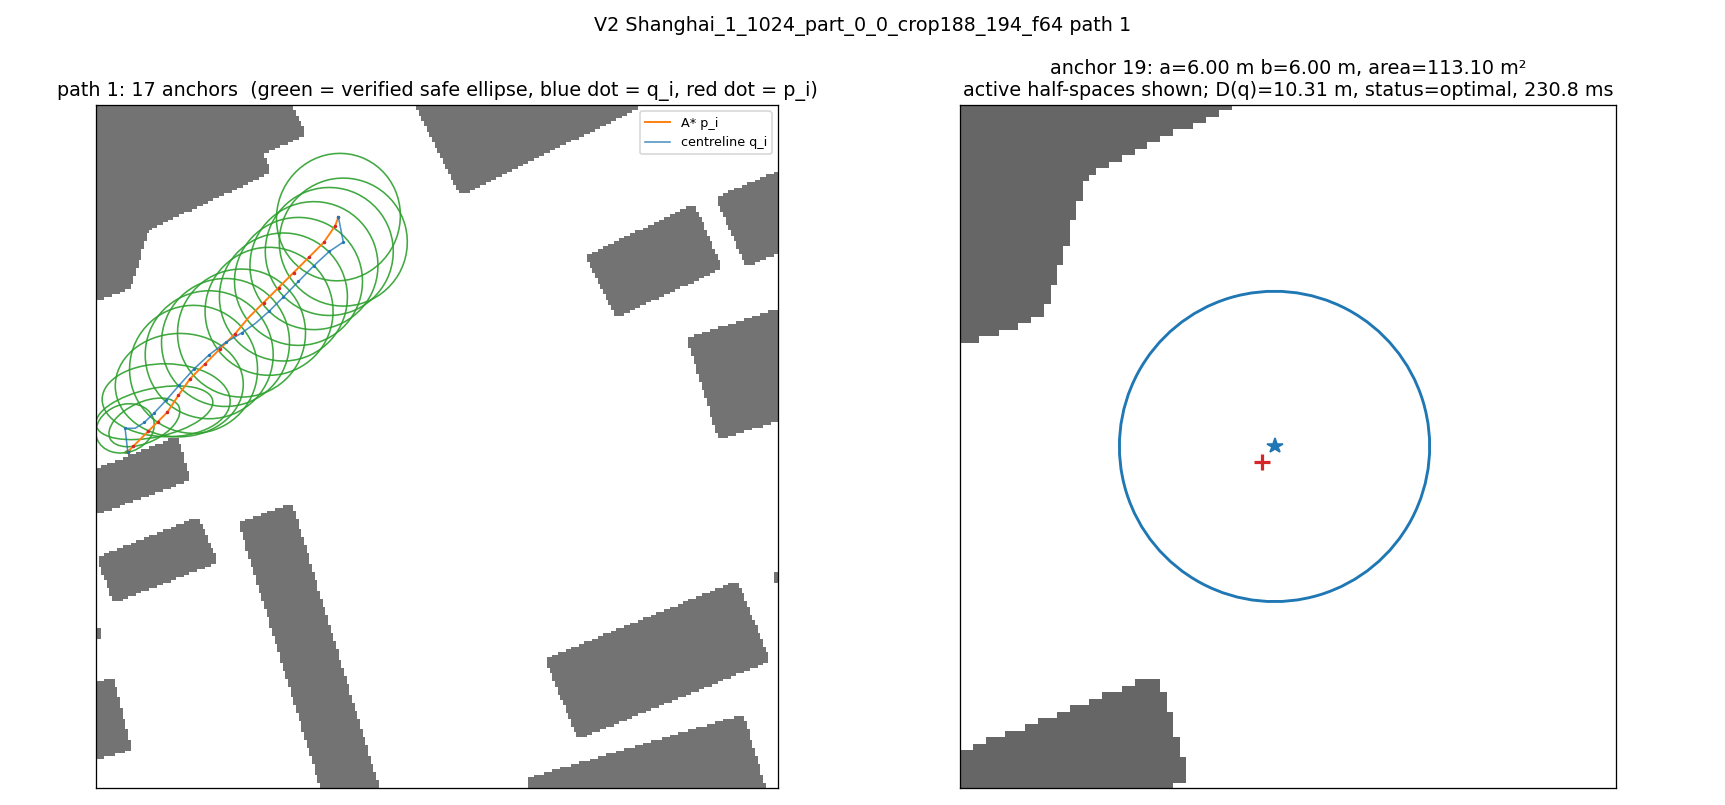 V2 Shanghai_1_1024_part_0_0_crop188_194_f64 path 1
path 1: 17 anchors  (green = verified safe ellipse, blue dot = q_i, red dot = p_i)
A* p_i
centreline q_i
anchor 19: a=6.00 m b=6.00 m, area=113.10 m²
active half-spaces shown; D(q)=10.31 m, status=optimal, 230.8 ms